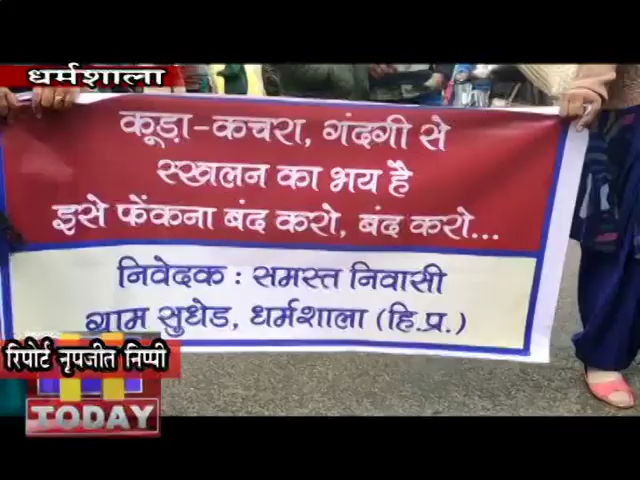 धर्मशाला
कूड़ा-कचरा, गंदगी से
स्खलन का भय है
इसे फेंकना बंद करो, बंद करो...
निवेदक : समस्त निवासी
ग्राम सुधेड, धर्मशाला (हि.प्र.)
रिपोर्ट नृपजीत निप्पी
TODAY